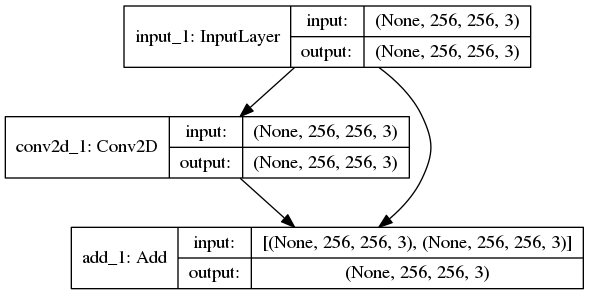 input_1: InputLayer
input: (None, 256, 256, 3)
output: (None, 256, 256, 3)
conv2d_1: Conv2D
input: (None, 256, 256, 3)
output: (None, 256, 256, 3)
add_1: Add
input: [(None, 256, 256, 3), (None, 256, 256, 3)]
output: (None, 256, 256, 3)